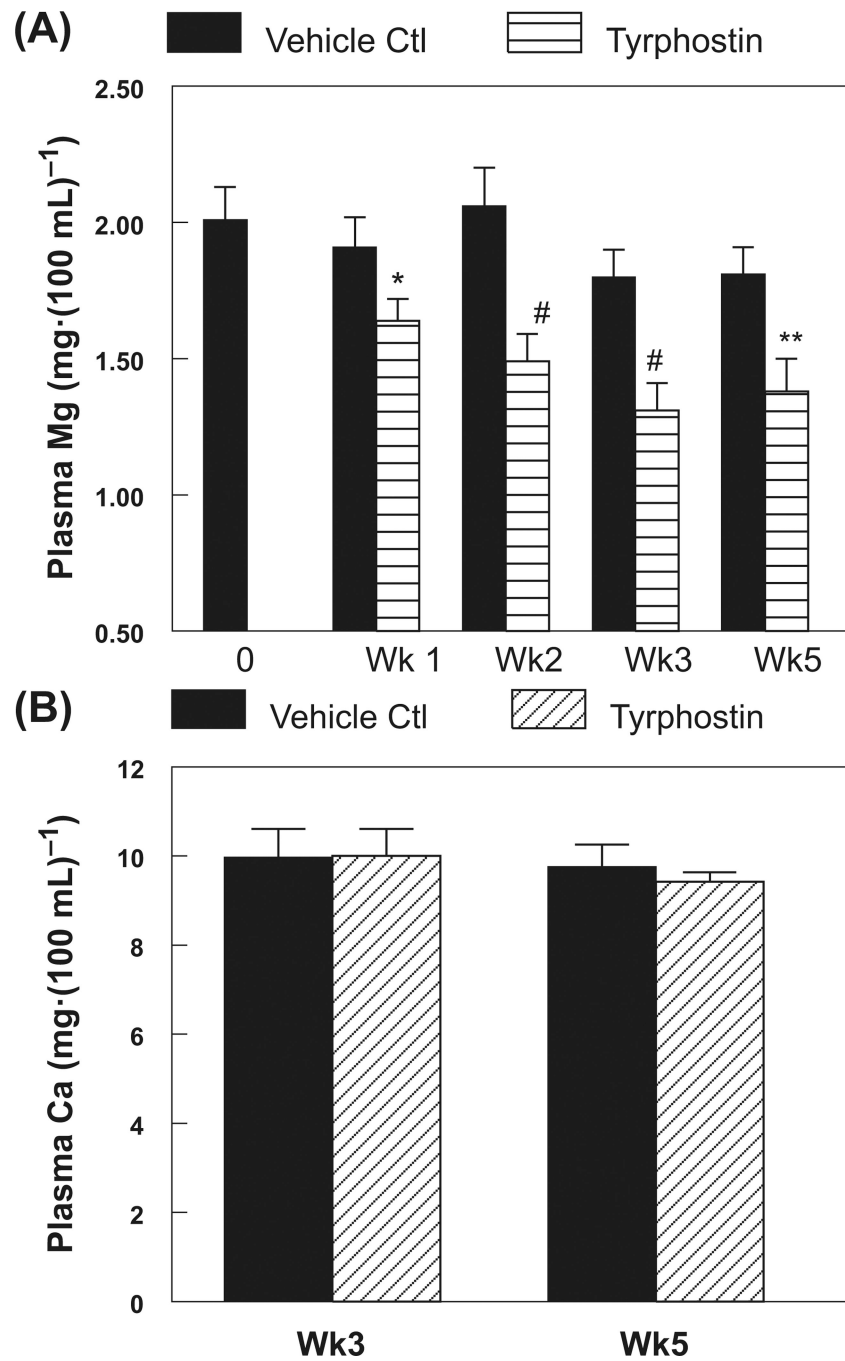 (A)
Vehicle Ctl
Tyrphostin
Plasma Mg (mg·(100 mL)⁻¹)
2.50
2.00
1.50
1.00
0.50
*
#
#
**
0
Wk 1
Wk2
Wk3
Wk5
(B)
Vehicle Ctl
Tyrphostin
Plasma Ca (mg·(100 mL)⁻¹)
12
10
8
6
4
2
0
Wk3
Wk5